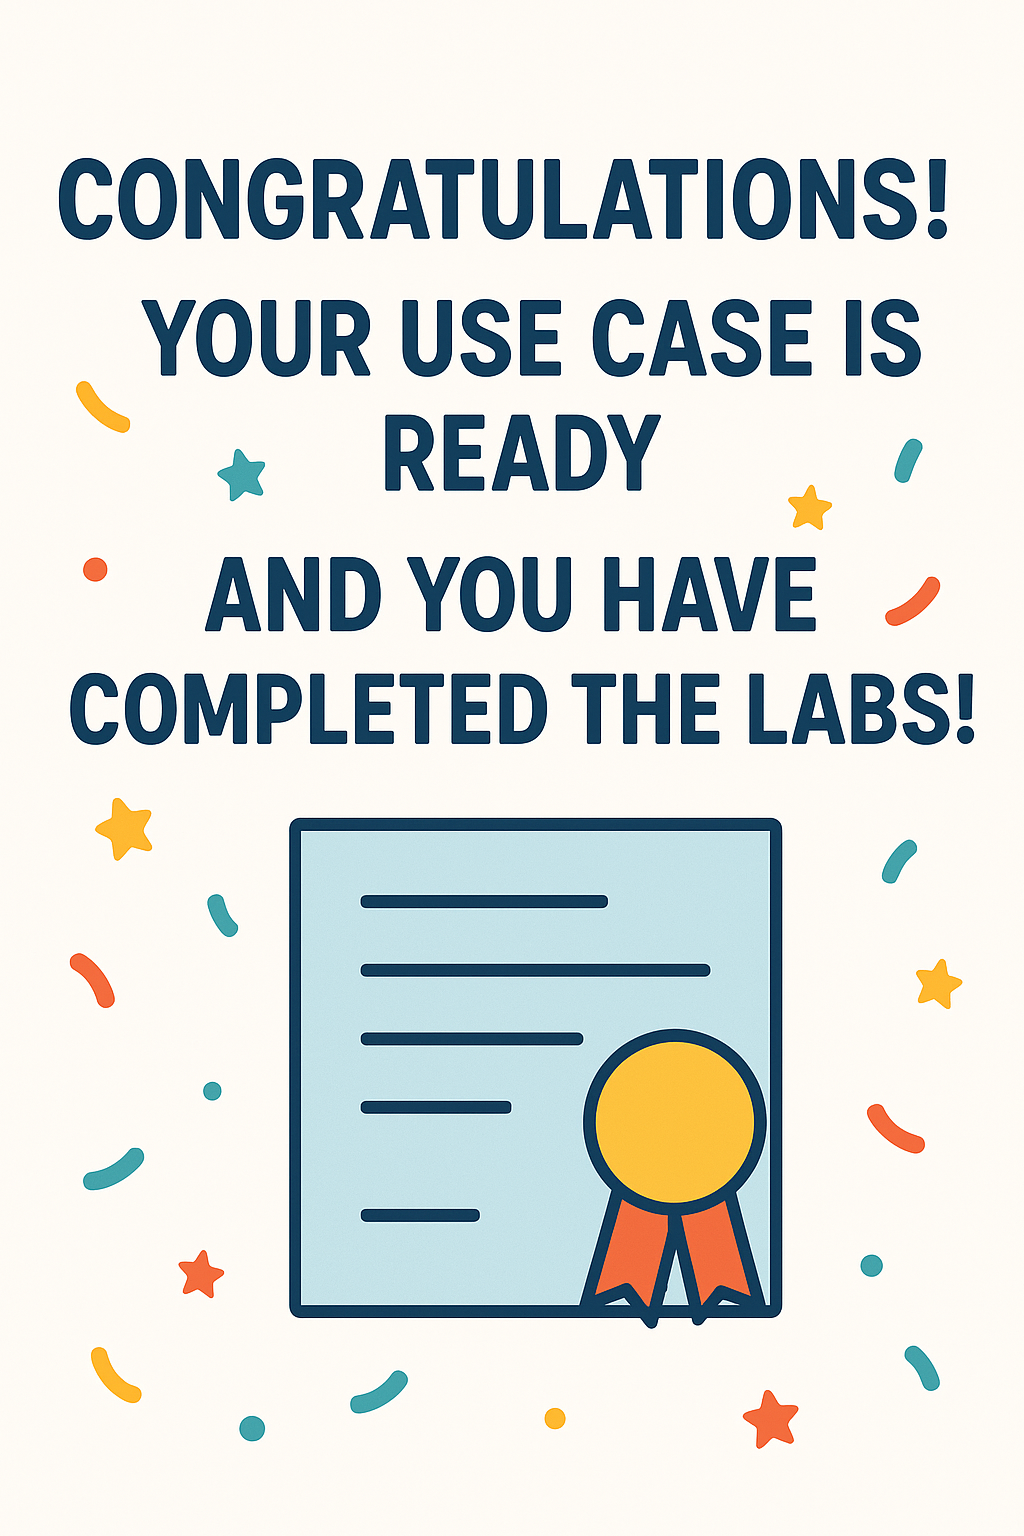 CONGRATULATIONS!
YOUR USE CASE IS
READY
AND YOU HAVE
COMPLETED THE LABS!